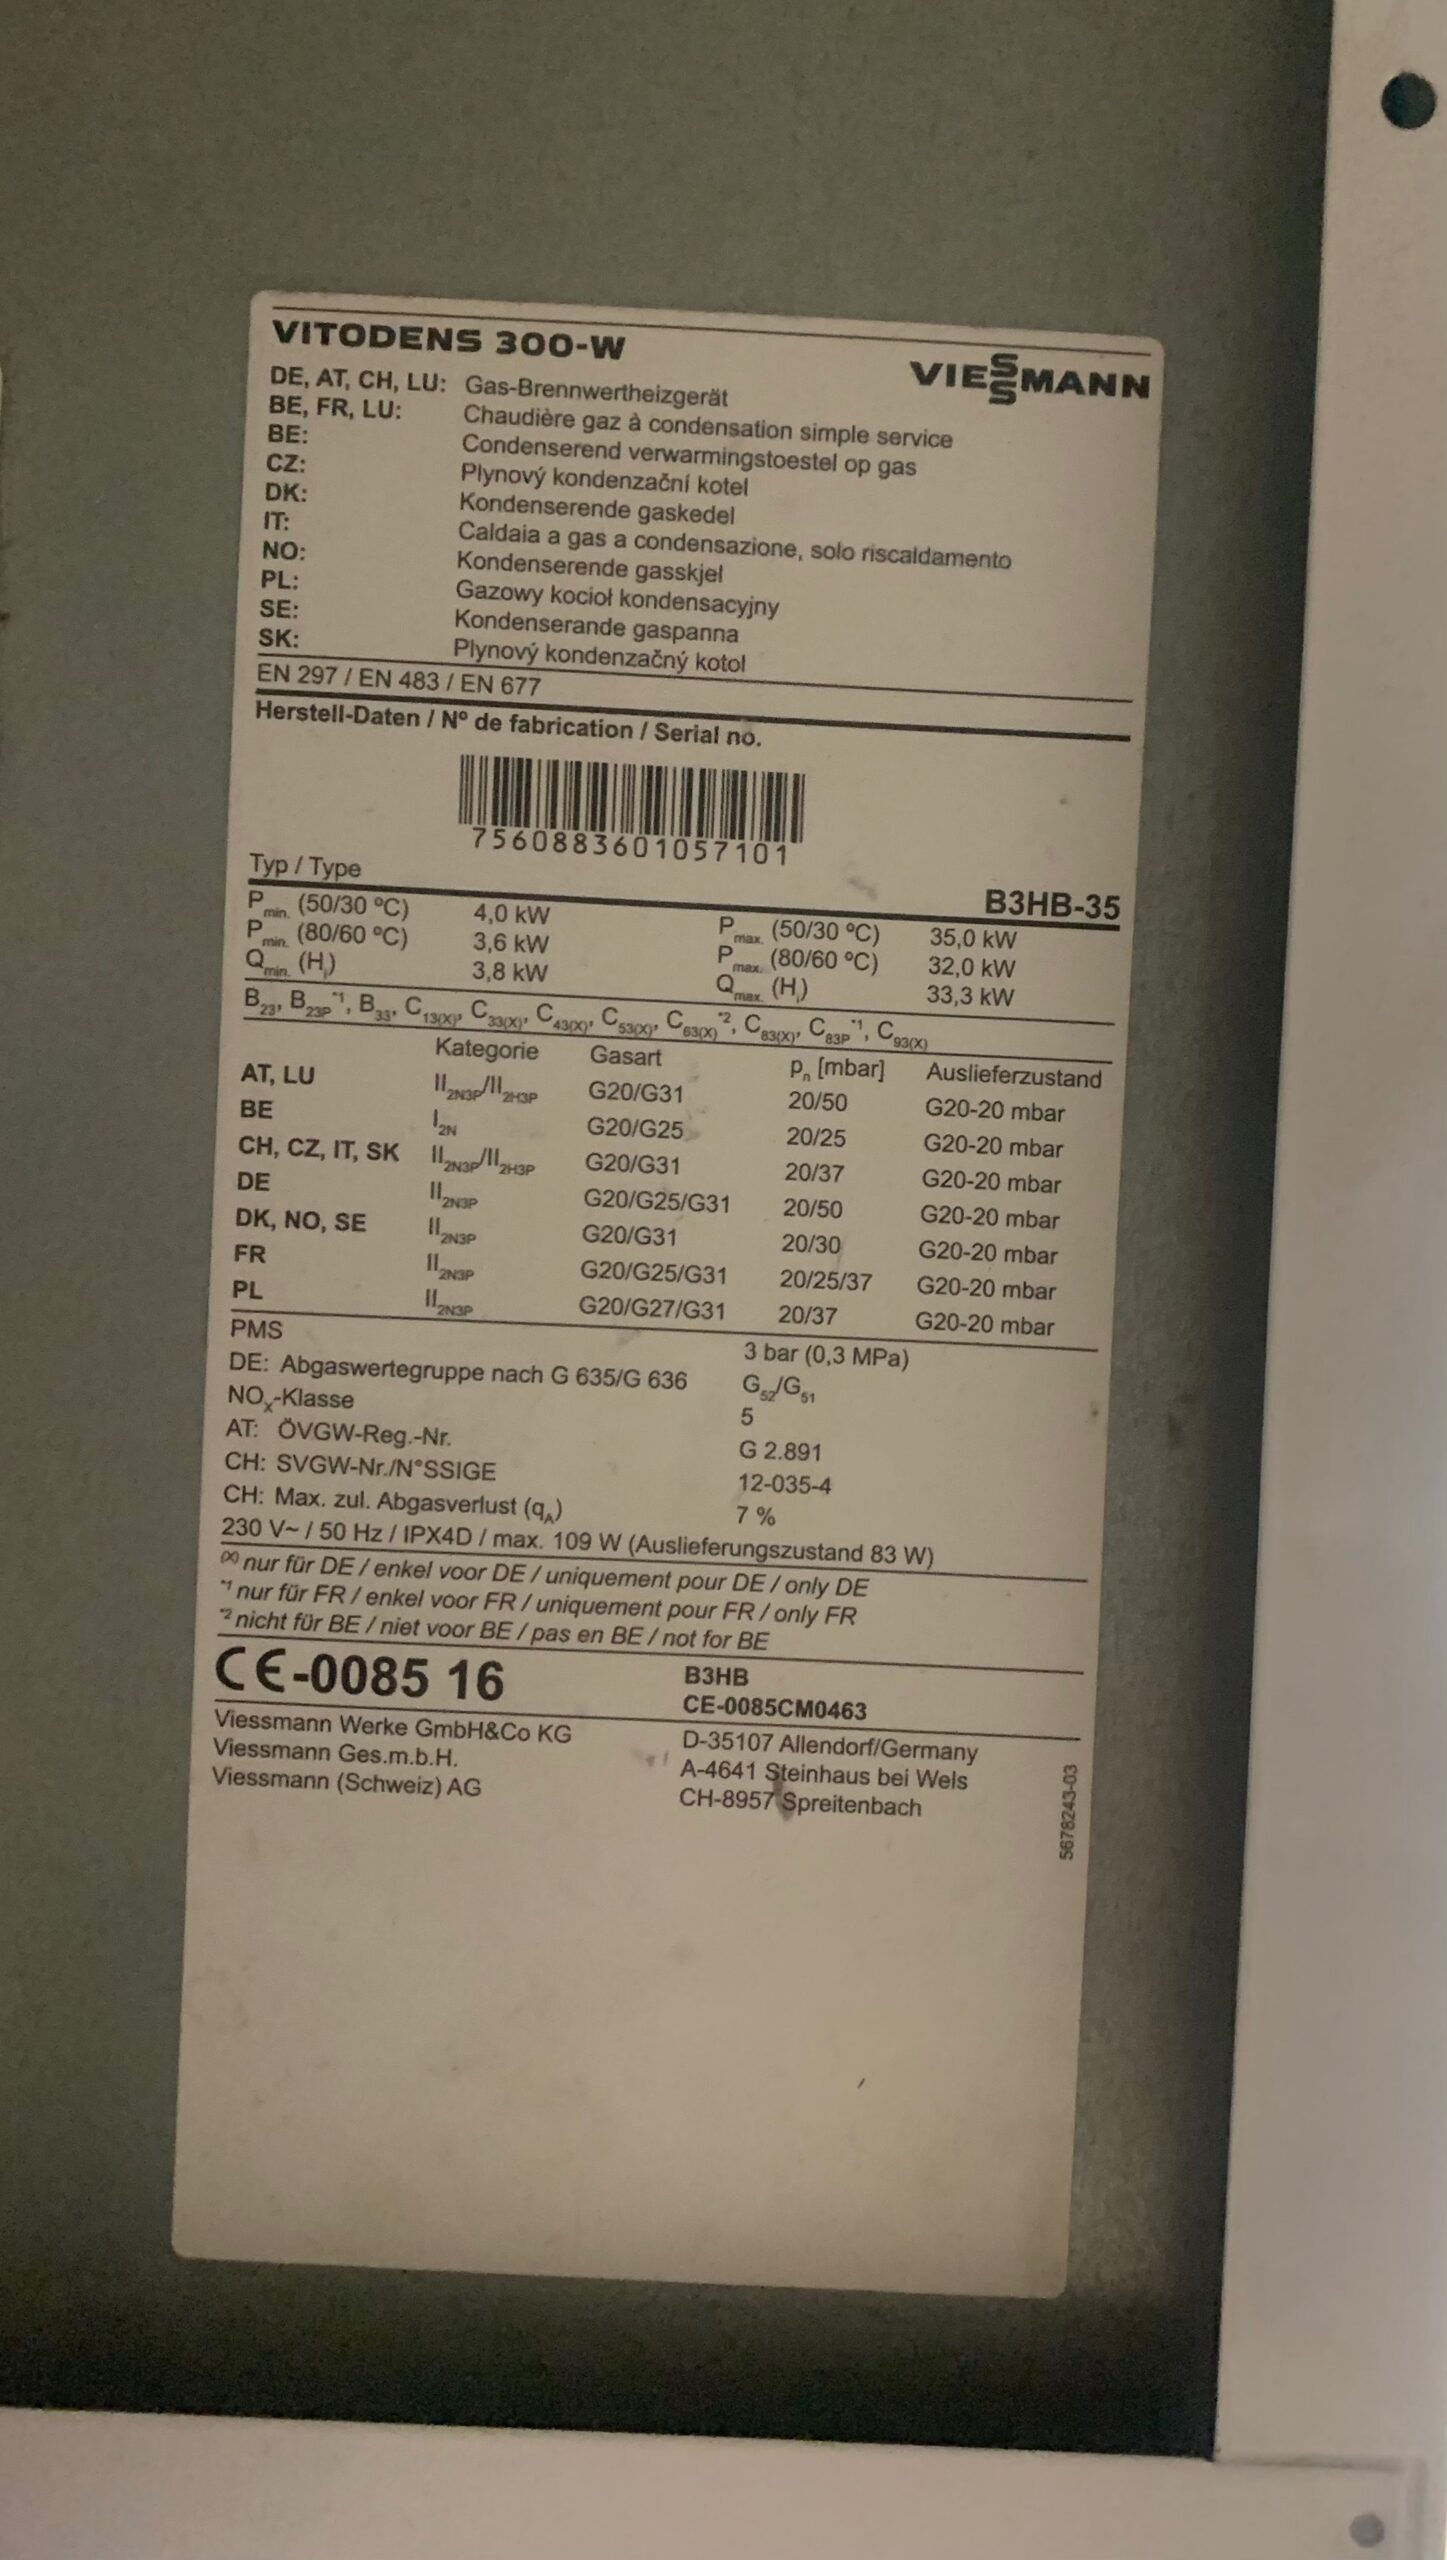 VITODENS 300-W
VIESSMANN
DE, AT, CH, LU: Gas-Brennwertheizgerät
BE, FR, LU: Chaudière gaz à condensation simple service
BE: Condenserend verwarmingstoestel op gas
CZ: Plynový kondenzační kotel
DK: Kondenserende gaskedel
IT: Caldaia a gas a condensazione, solo riscaldamento
NO: Kondenserende gasskjel
PL: Gazowy kocioł kondensacyjny
SE: Kondenserande gaspanna
SK: Plynový kondenzačný kotol
EN 297 / EN 483 / EN 677
Herstell-Daten / Nº de fabrication / Serial no.
7560883601057101
Typ / Type B3HB-35
Pmin. (50/30 ºC) 4,0 kW Pmax. (50/30 ºC) 35,0 kW
Pmin. (80/60 ºC) 3,6 kW Pmax. (80/60 ºC) 32,0 kW
Qmin. (Hi) 3,8 kW Qmax. (Hi) 33,3 kW
B23, B23P*1, B33, C13(X), C33(X), C43(X), C53(X), C63(X)*2, C83(X), C83P*1, C93(X)
Kategorie Gasart pn [mbar] Auslieferzustand
AT, LU II2N3P/II2H3P G20/G31 20/50 G20-20 mbar
BE I2N G20/G25 20/25 G20-20 mbar
CH, CZ, IT, SK II2N3P/II2H3P G20/G31 20/37 G20-20 mbar
DE II2N3P G20/G25/G31 20/50 G20-20 mbar
DK, NO, SE II2N3P G20/G31 20/30 G20-20 mbar
FR II2N3P G20/G25/G31 20/25/37 G20-20 mbar
PL II2N3P G20/G27/G31 20/37 G20-20 mbar
PMS 3 bar (0,3 MPa)
DE: Abgaswertegruppe nach G 635/G 636 G52/G51
NOx-Klasse 5
AT: ÖVGW-Reg.-Nr. G 2.891
CH: SVGW-Nr./N°SSIGE 12-035-4
CH: Max. zul. Abgasverlust (qA) 7 %
230 V~ / 50 Hz / IPX4D / max. 109 W (Auslieferungszustand 83 W)
(X) nur für DE / enkel voor DE / uniquement pour DE / only DE
*1 nur für FR / enkel voor FR / uniquement pour FR / only FR
*2 nicht für BE / niet voor BE / pas en BE / not for BE
CE-0085 16
B3HB
CE-0085CM0463
Viessmann Werke GmbH&Co KG D-35107 Allendorf/Germany
Viessmann Ges.m.b.H. A-4641 Steinhaus bei Wels
Viessmann (Schweiz) AG CH-8957 Spreitenbach
5678243-03